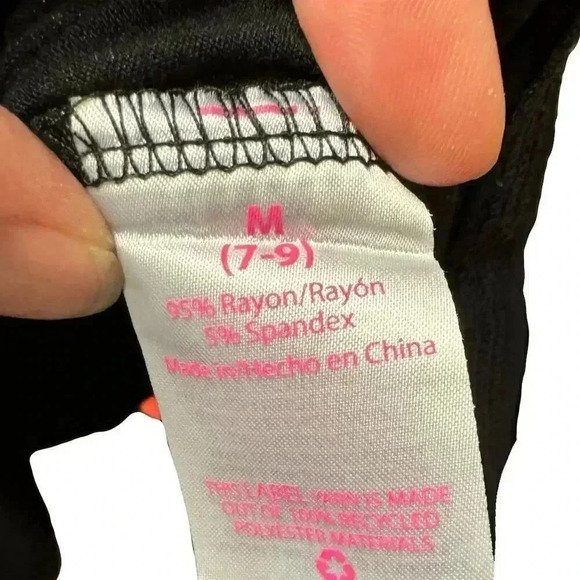 M
(7-9)
95% Rayon/Rayón
5% Spandex
Made in/Hecho en China
THIS LABEL YARN IS MADE
OUT OF 100% RECYCLED
POLYESTER MATERIALS